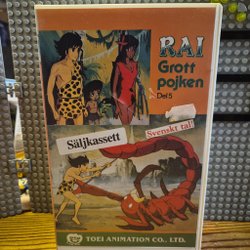 RAI
Grott
pojken
Del 5
Säljkassett
Svenskt tal!
TOEI ANIMATION CO., LTD.